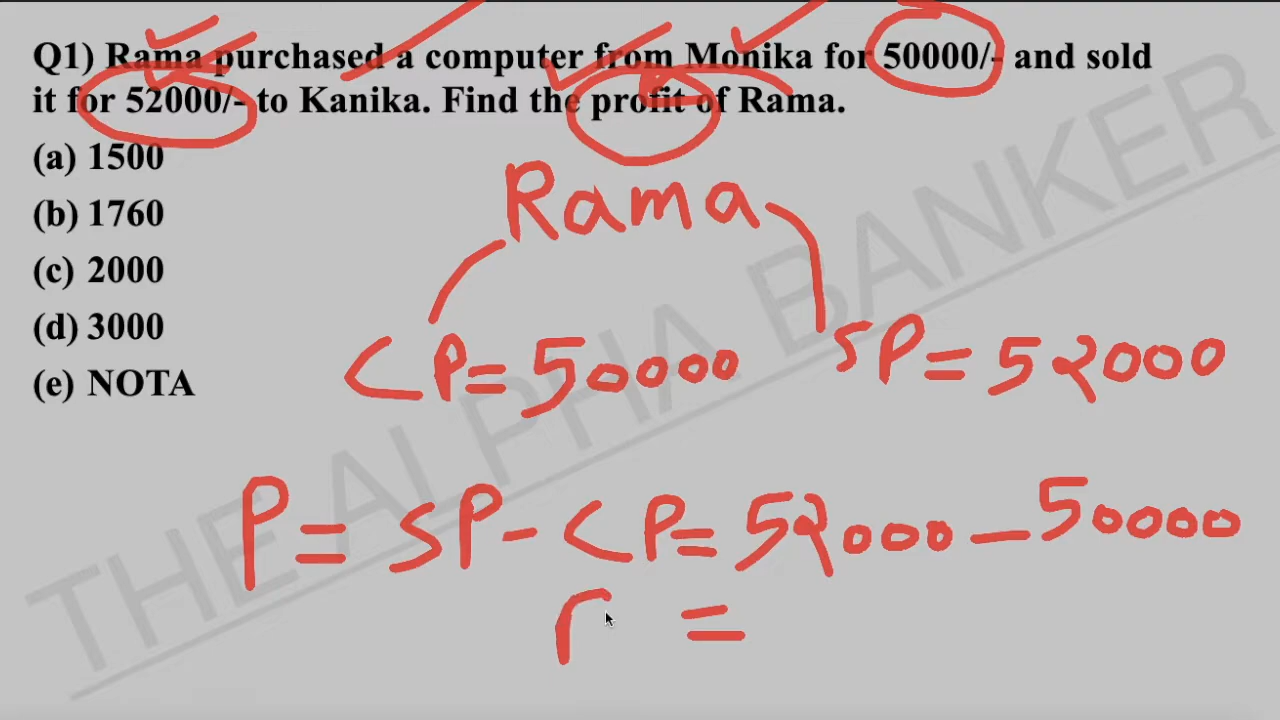 Q1) Rama purchased a computer from Monika for 50000/- and sold
it for 52000/- to Kanika. Find the profit of Rama.
(a) 1500
(b) 1760
(c) 2000
(d) 3000
(e) NOTA
Rama
CP=50000 SP=52000
P=SP-CP=52000-50000
=
THE ALPHA BANKER